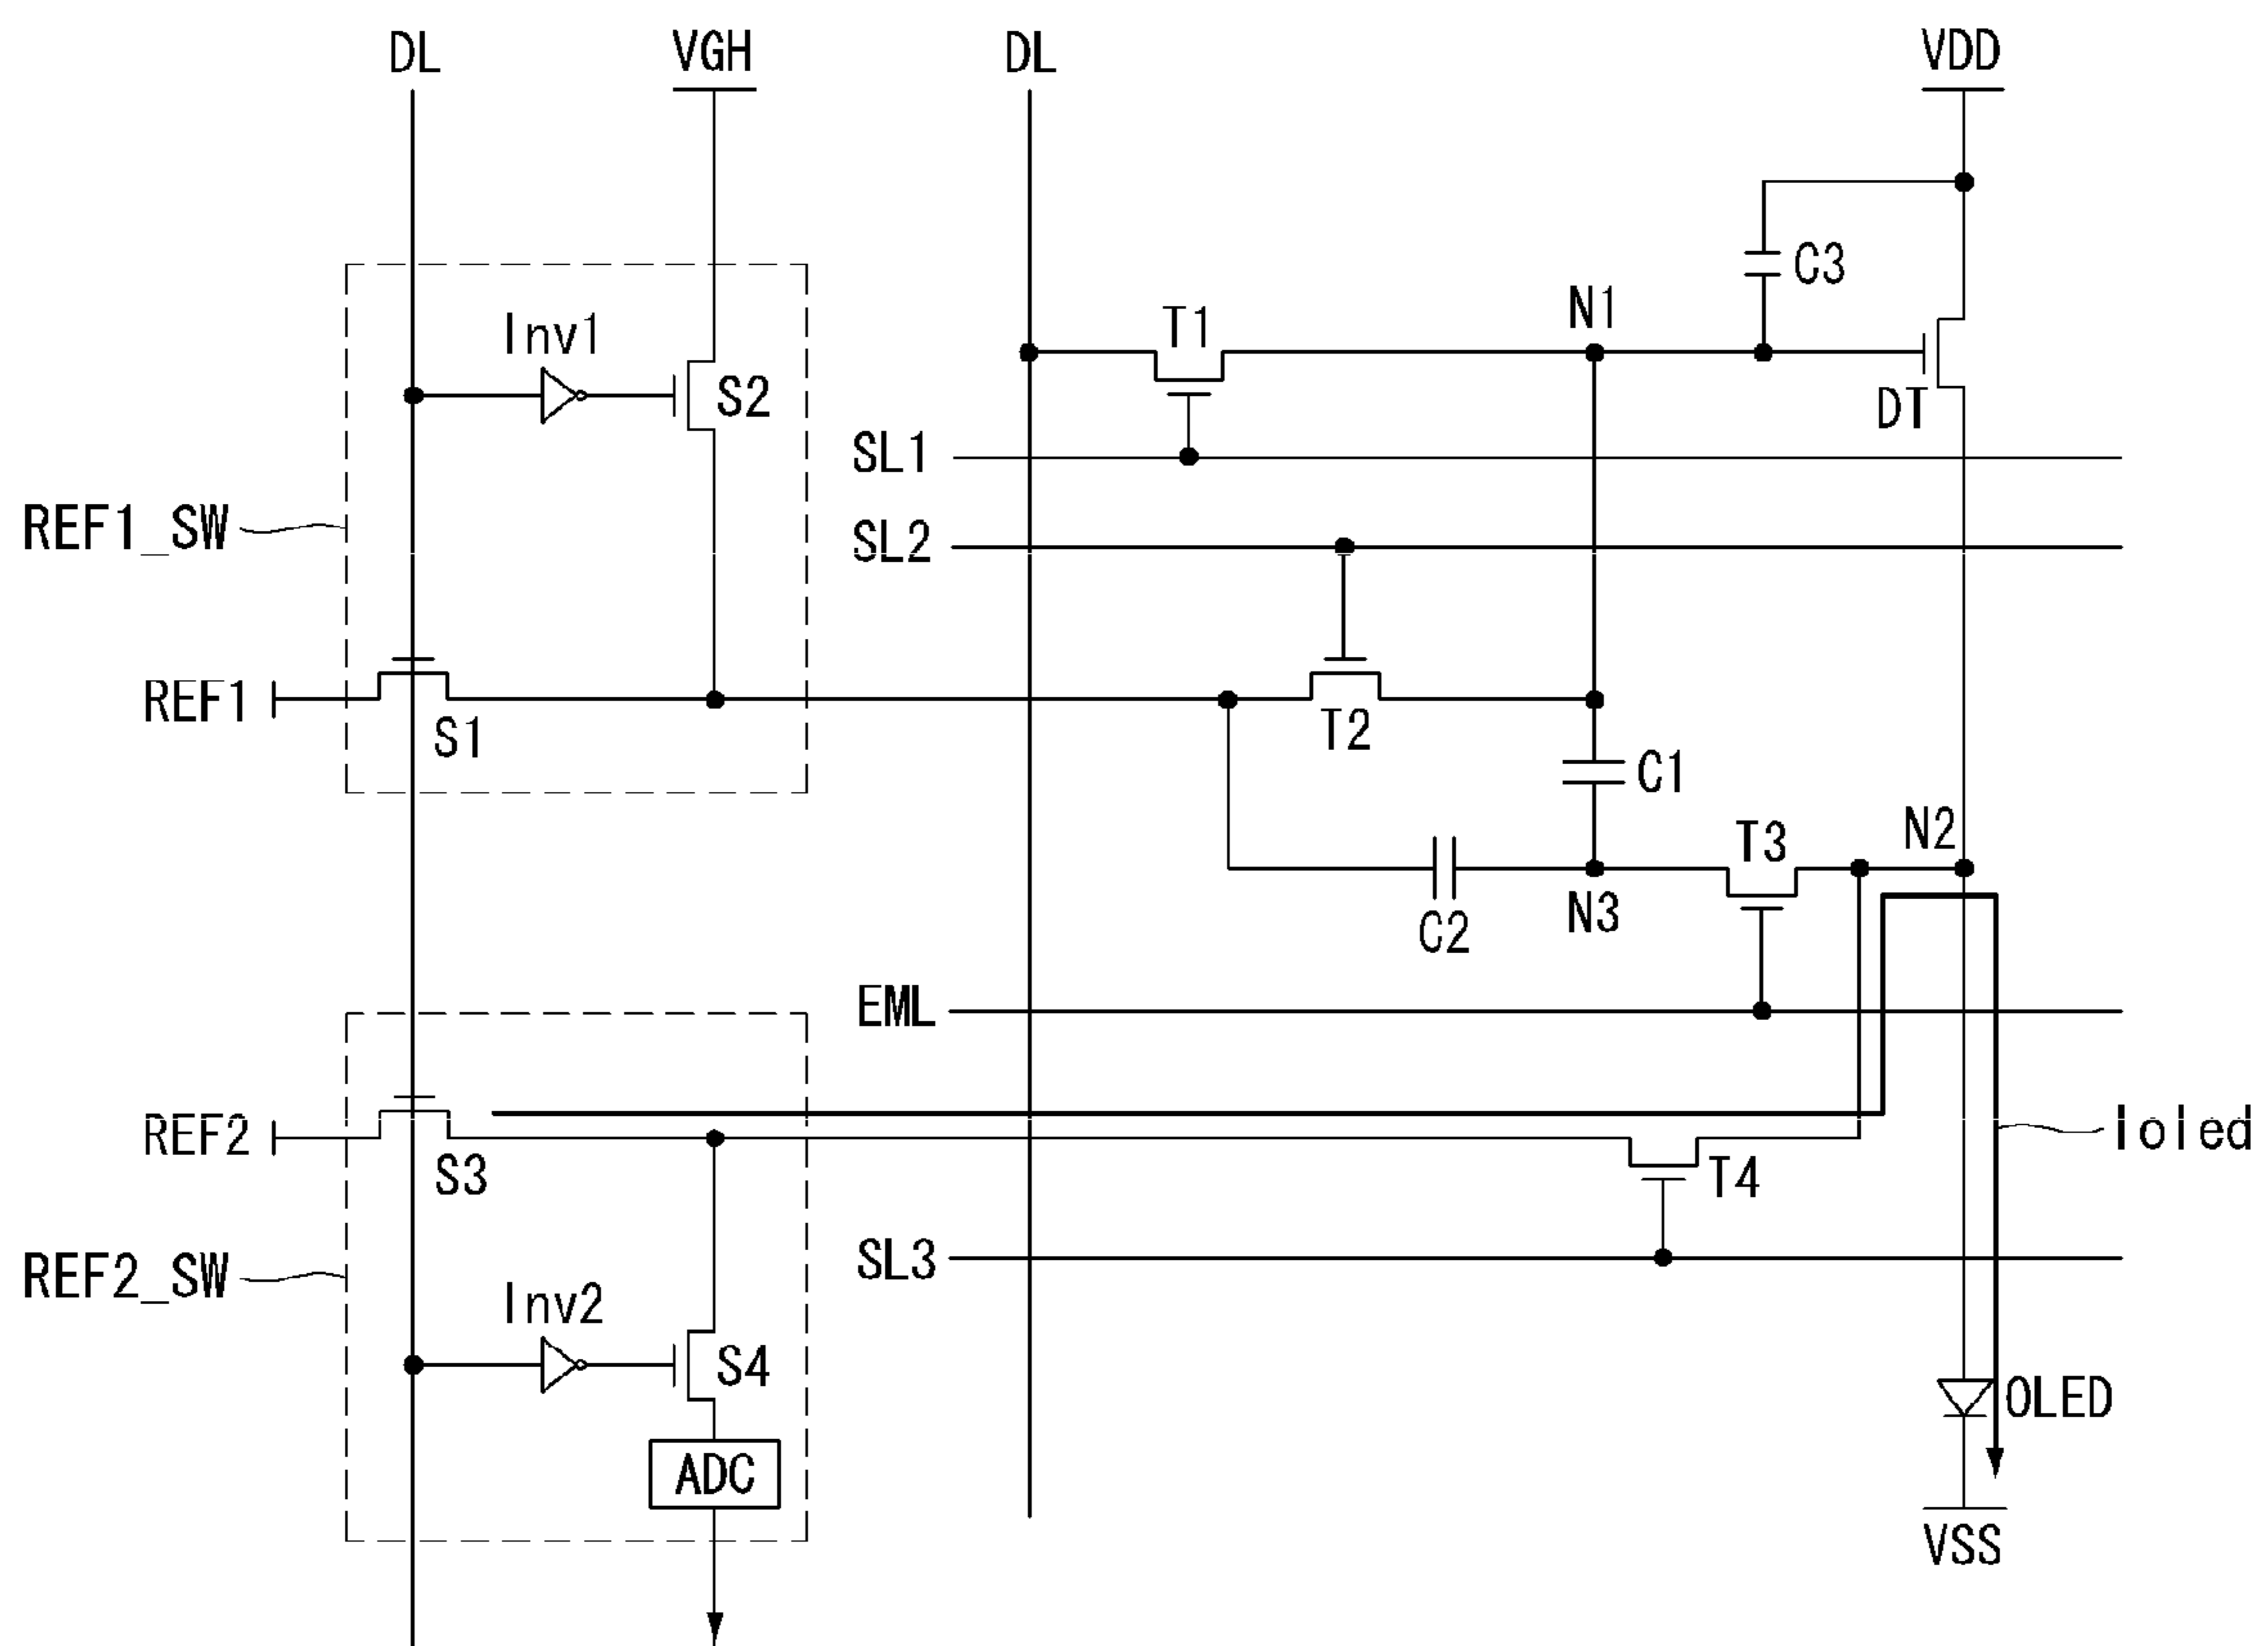 DL
VGH
DL
VDD
C3
Inv1
T1
N1
S2
DT
SL1
REF1_SW
SL2
REF1
S1
T2
C1
T3
N2
C2
N3
EML
REF2
S3
T4
Ioled
REF2_SW
SL3
Inv2
S4
OLED
ADC
VSS